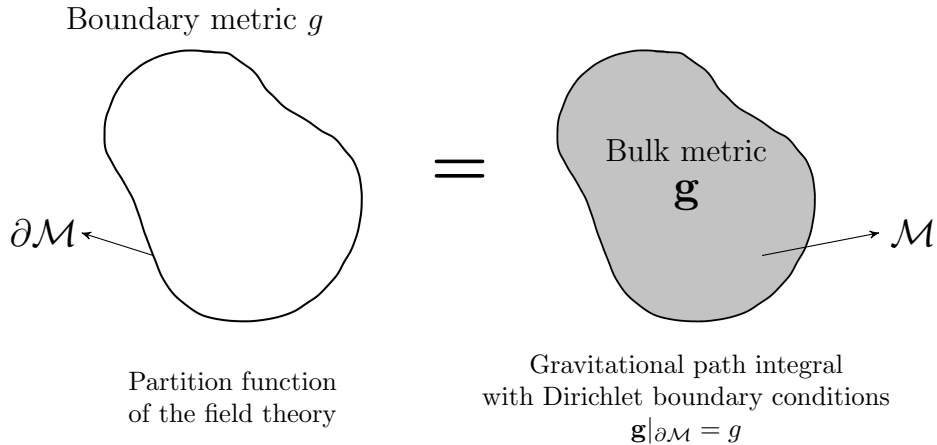 Boundary metric g
∂ℳ
=
Bulk metric
𝐠
ℳ
Partition function
of the field theory
Gravitational path integral
with Dirichlet boundary conditions
𝐠|∂ℳ = g